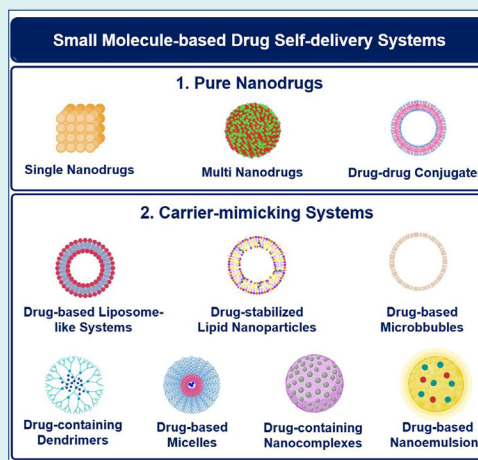 Small Molecule-based Drug Self-delivery Systems
1. Pure Nanodrugs
Single Nanodrugs
Multi Nanodrugs
Drug-drug Conjugate
2. Carrier-mimicking Systems
Drug-based Liposome-
like Systems
Drug-stabilized
Lipid Nanoparticles
Drug-based
Microbbubles
Drug-containing
Dendrimers
Drug-based
Micelles
Drug-containing
Nanocomplexes
Drug-based
Nanoemulsion